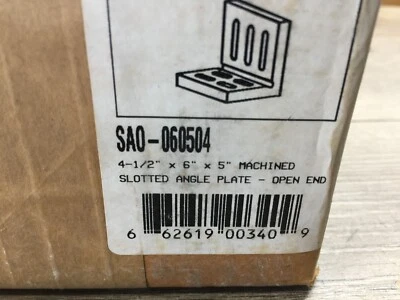 SAO-060504
4-1/2" x 6" x 5" MACHINED
SLOTTED ANGLE PLATE - OPEN END
6 62619 00340 9